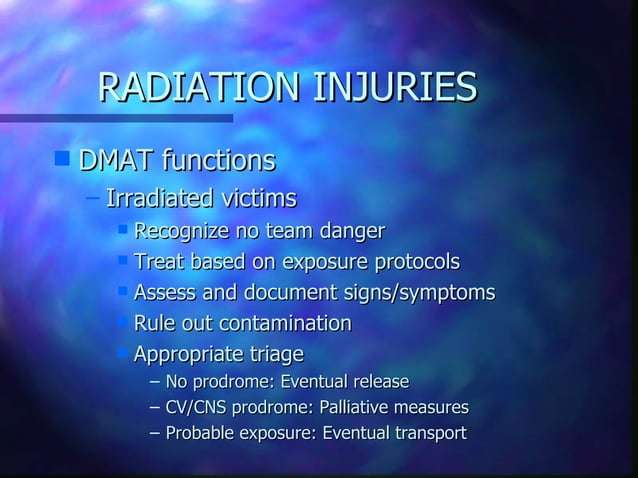 RADIATION INJURIES
DMAT functions
– Irradiated victims
Recognize no team danger
Treat based on exposure protocols
Assess and document signs/symptoms
Rule out contamination
Appropriate triage
– No prodrome: Eventual release
– CV/CNS prodrome: Palliative measures
– Probable exposure: Eventual transport